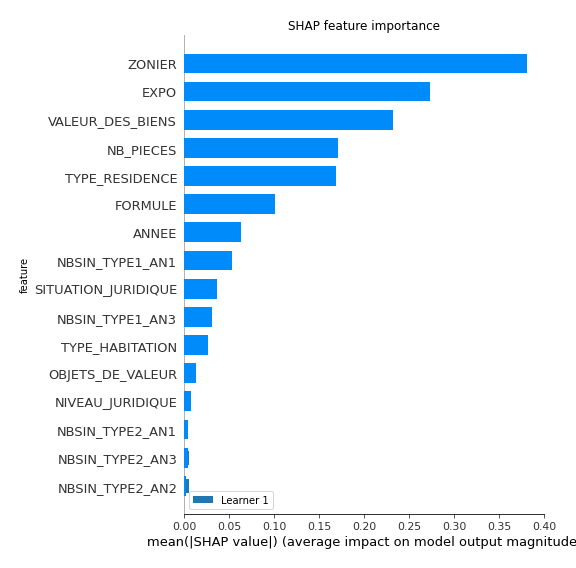 SHAP feature importance
ZONIER
EXPO
VALEUR_DES_BIENS
NB_PIECES
TYPE_RESIDENCE
FORMULE
ANNEE
NBSIN_TYPE1_AN1
feature
SITUATION_JURIDIQUE
NBSIN_TYPE1_AN3
TYPE_HABITATION
OBJETS_DE_VALEUR
NIVEAU_JURIDIQUE
NBSIN_TYPE2_AN1
NBSIN_TYPE2_AN3
NBSIN_TYPE2_AN2
Learner 1
0.00 0.05 0.10 0.15 0.20 0.25 0.30 0.35 0.40
mean(|SHAP value|) (average impact on model output magnitude